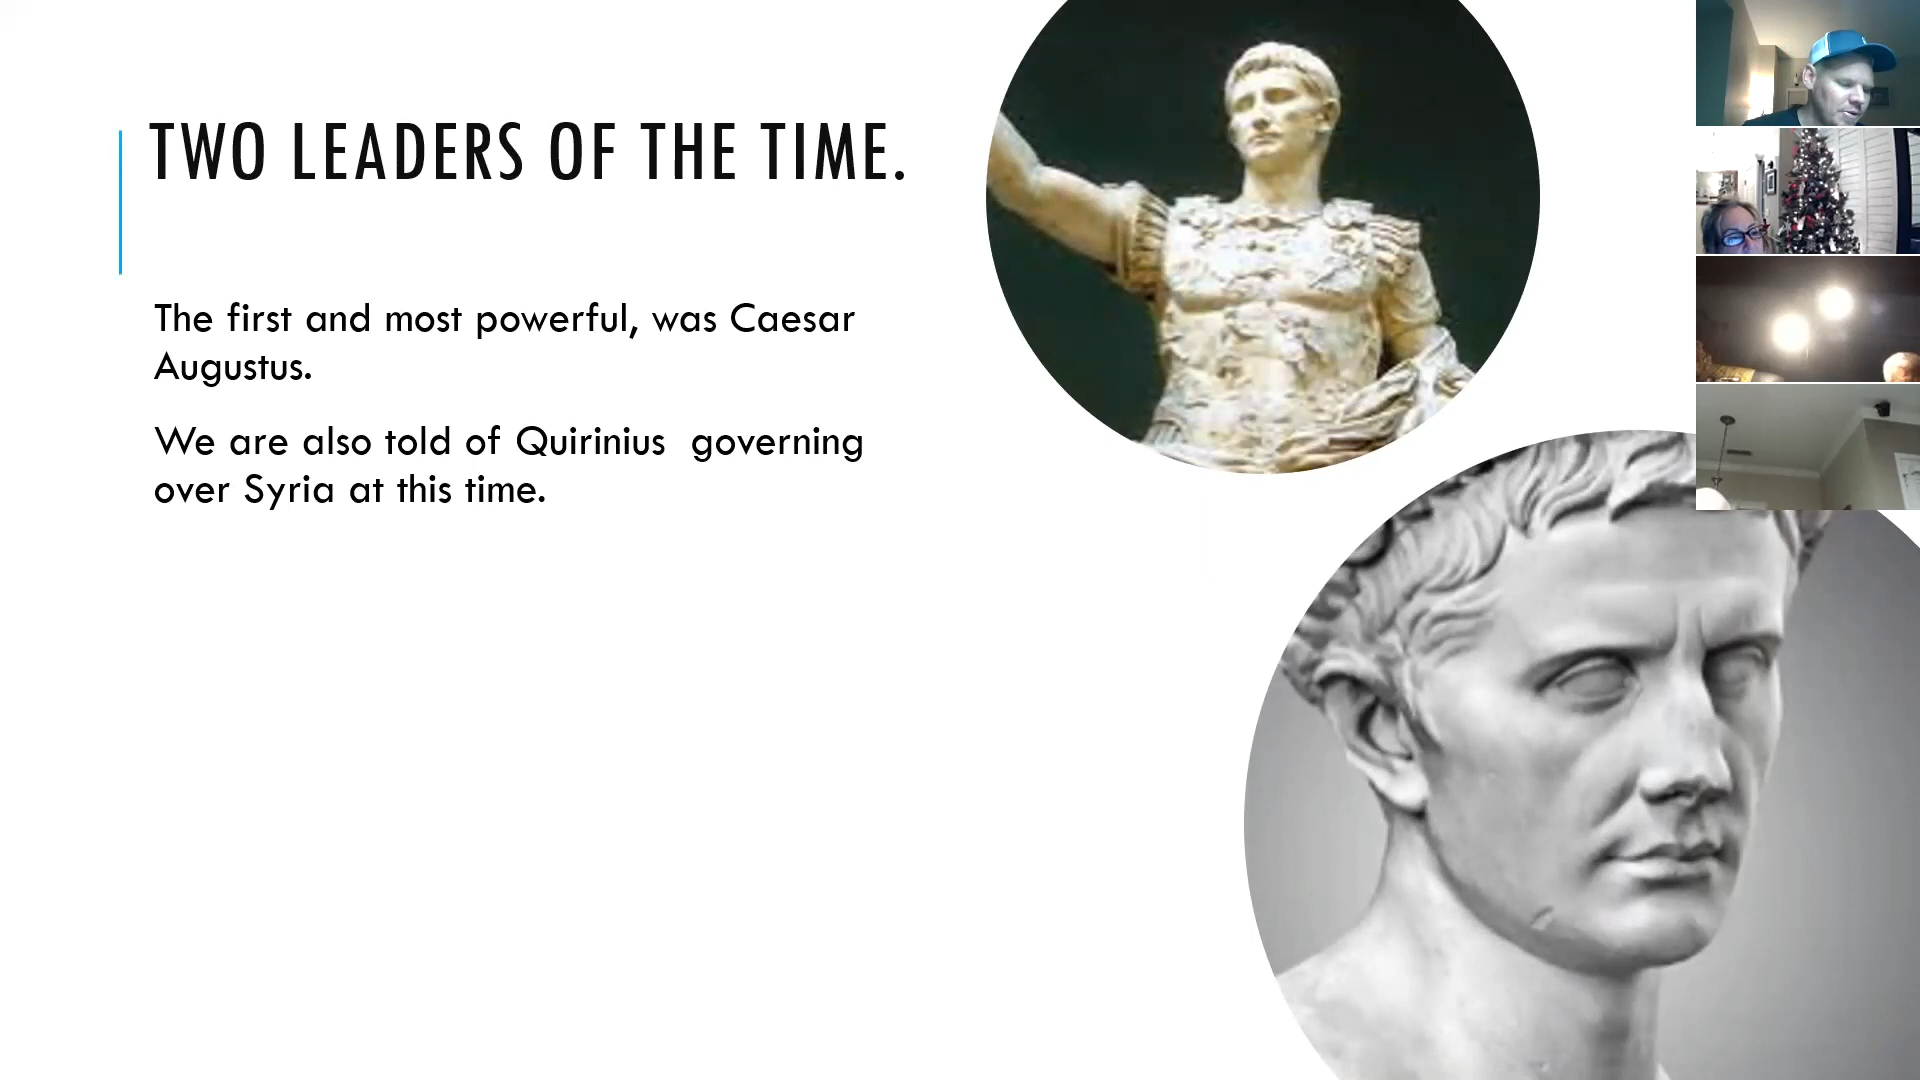 TWO LEADERS OF THE TIME.
The first and most powerful, was Caesar
Augustus.
We are also told of Quirinius  governing
over Syria at this time.